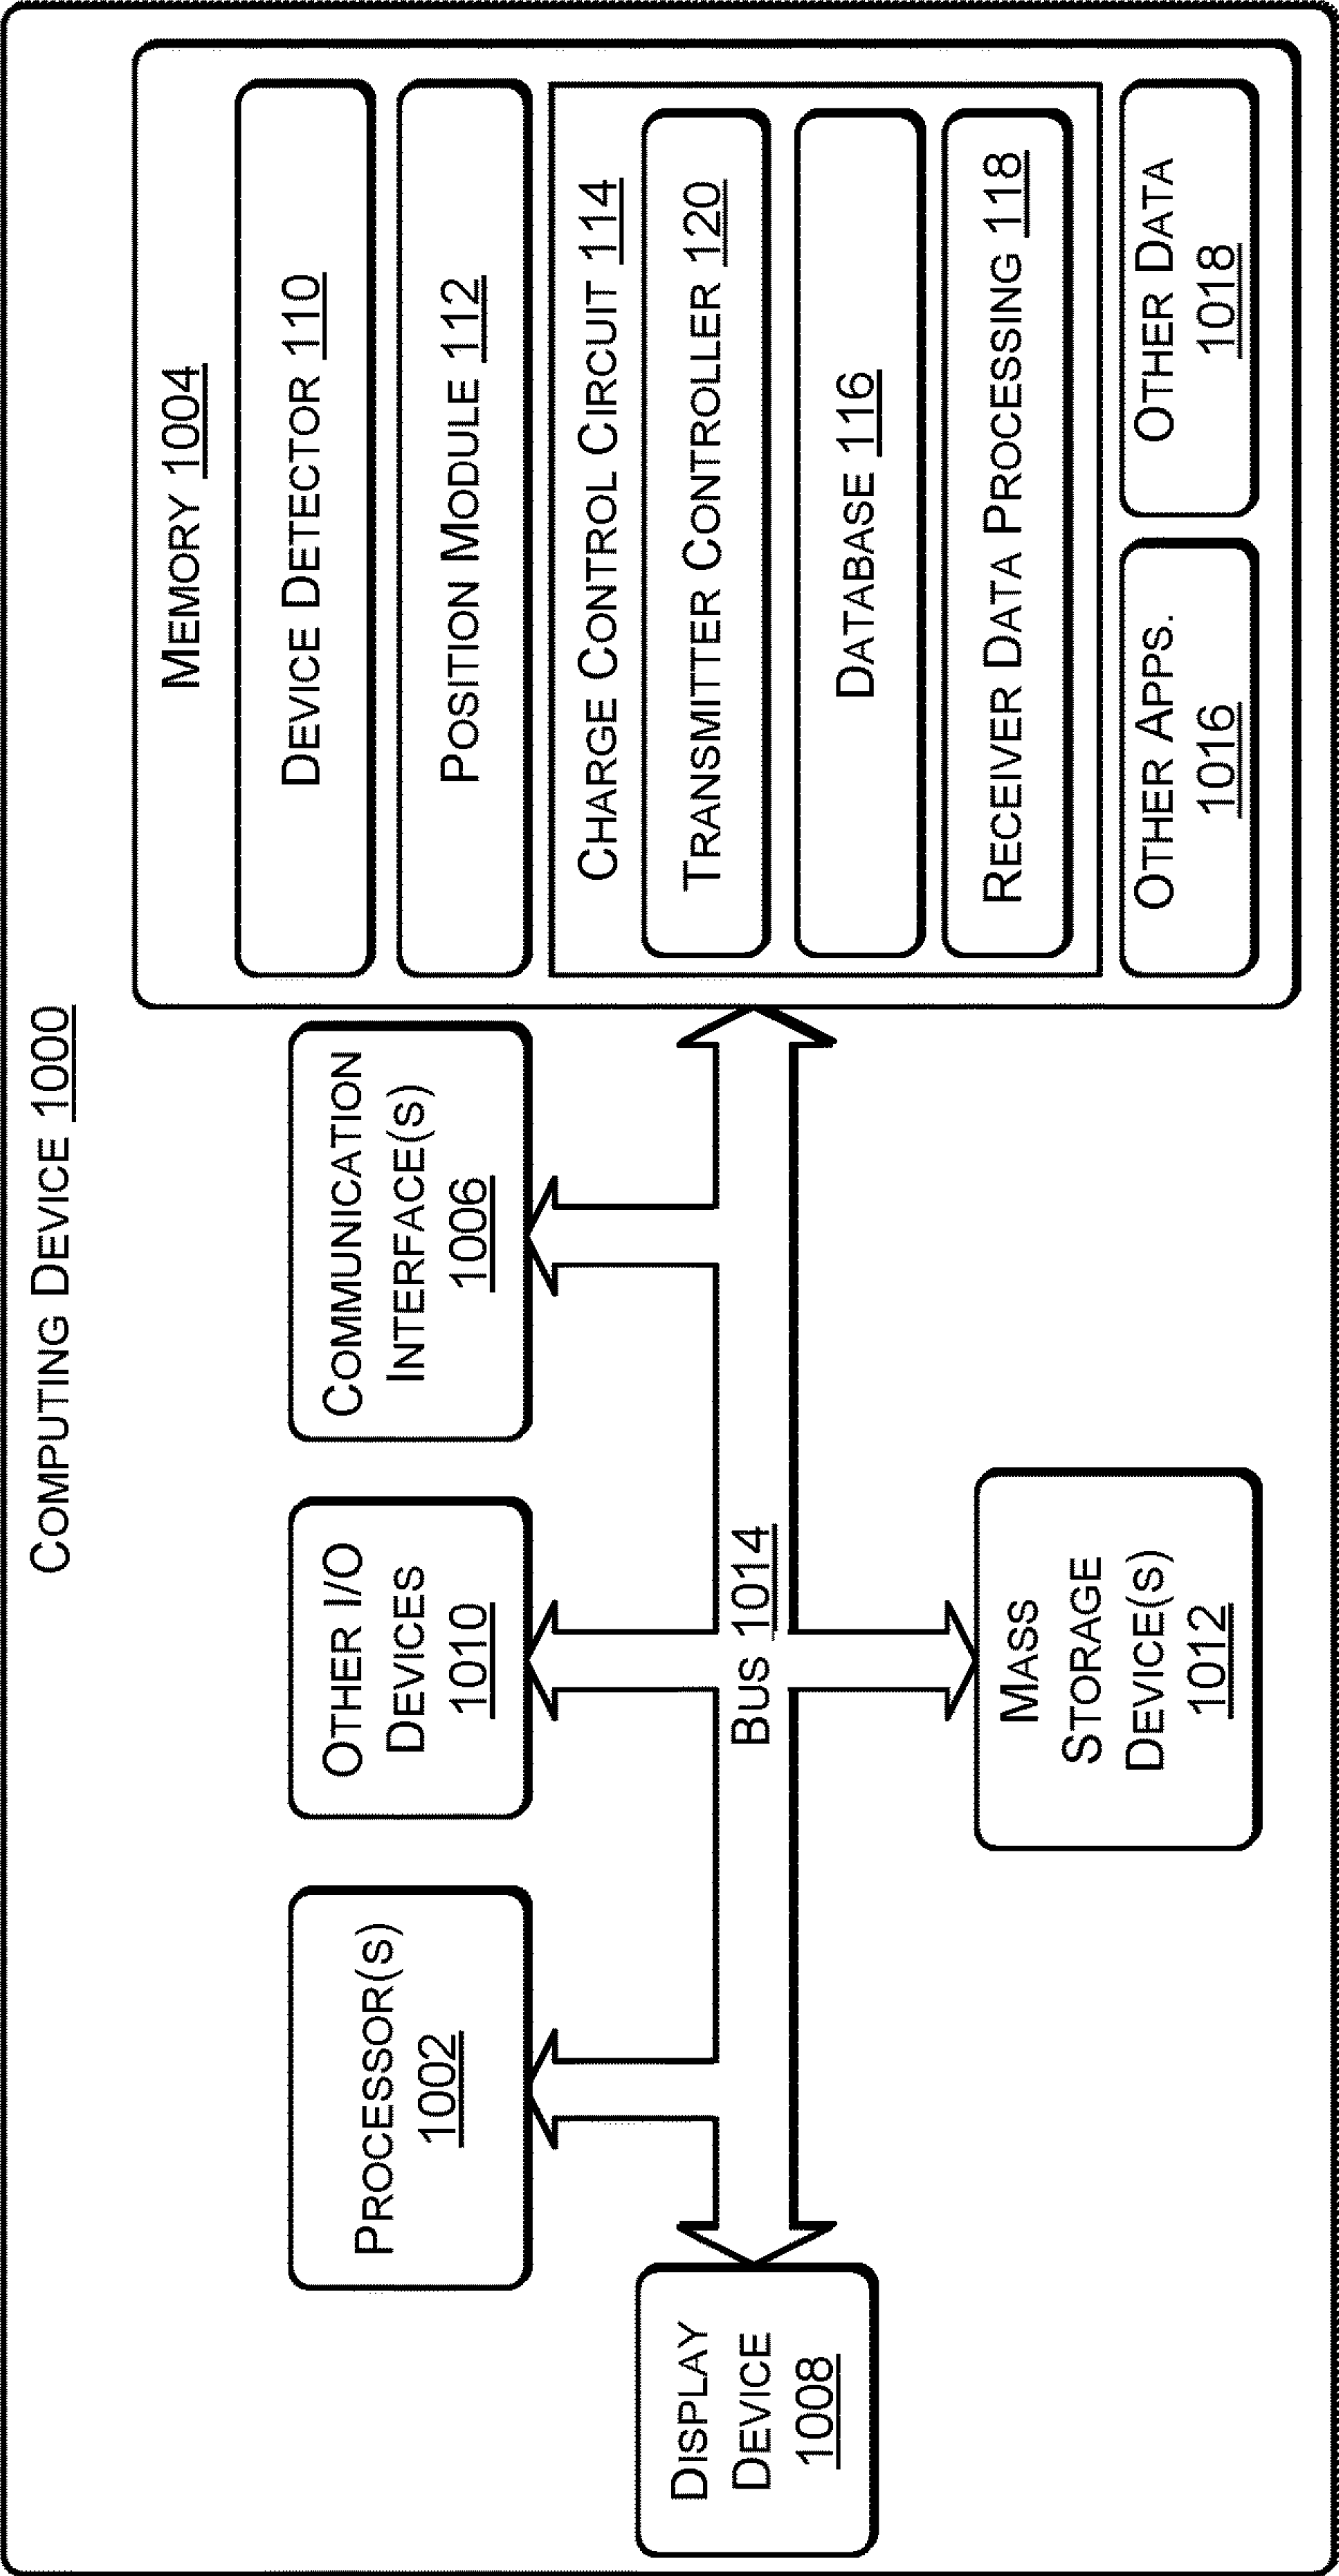 COMPUTING DEVICE 1000
PROCESSOR(S)
1002
OTHER I/O
DEVICES
1010
COMMUNICATION
INTERFACE(S)
1006
DISPLAY
DEVICE
1008
BUS 1014
MASS
STORAGE
DEVICE(S)
1012
MEMORY 1004
DEVICE DETECTOR 110
POSITION MODULE 112
CHARGE CONTROL CIRCUIT 114
TRANSMITTER CONTROLLER 120
DATABASE 116
RECEIVER DATA PROCESSING 118
OTHER APPS.
1016
OTHER DATA
1018